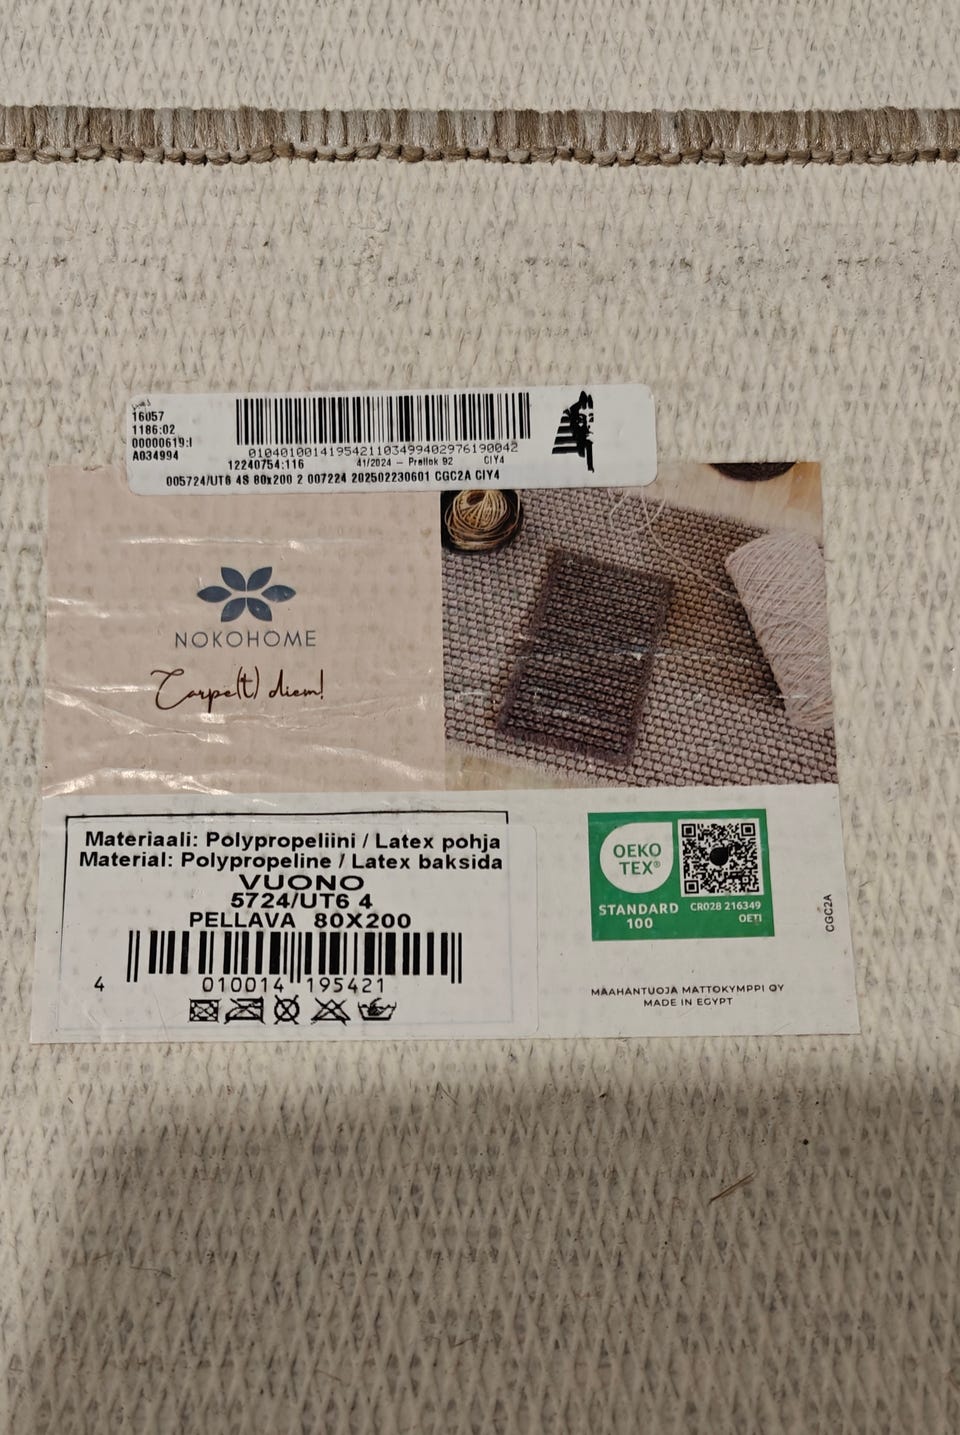 16057
1186:02
00000619:I
A034994
0104010014195421103499402976190042
12240754:116 41/2024 – Prellok 92 CIY4
005724/UT6 4S 80x200 2 007224 202502230601 CGC2A CIY4
NOKOHOME
Carpe(t) diem!
Materiaali: Polypropeliini / Latex pohja
Material: Polypropeline / Latex baksida
VUONO
5724/UT6 4
PELLAVA 80X200
4 010014 195421
OEKO
TEX®
STANDARD
100
CR028 216349
OETI
CGC2A
MAAHANTUOJA MATTOKYMPPI OY
MADE IN EGYPT